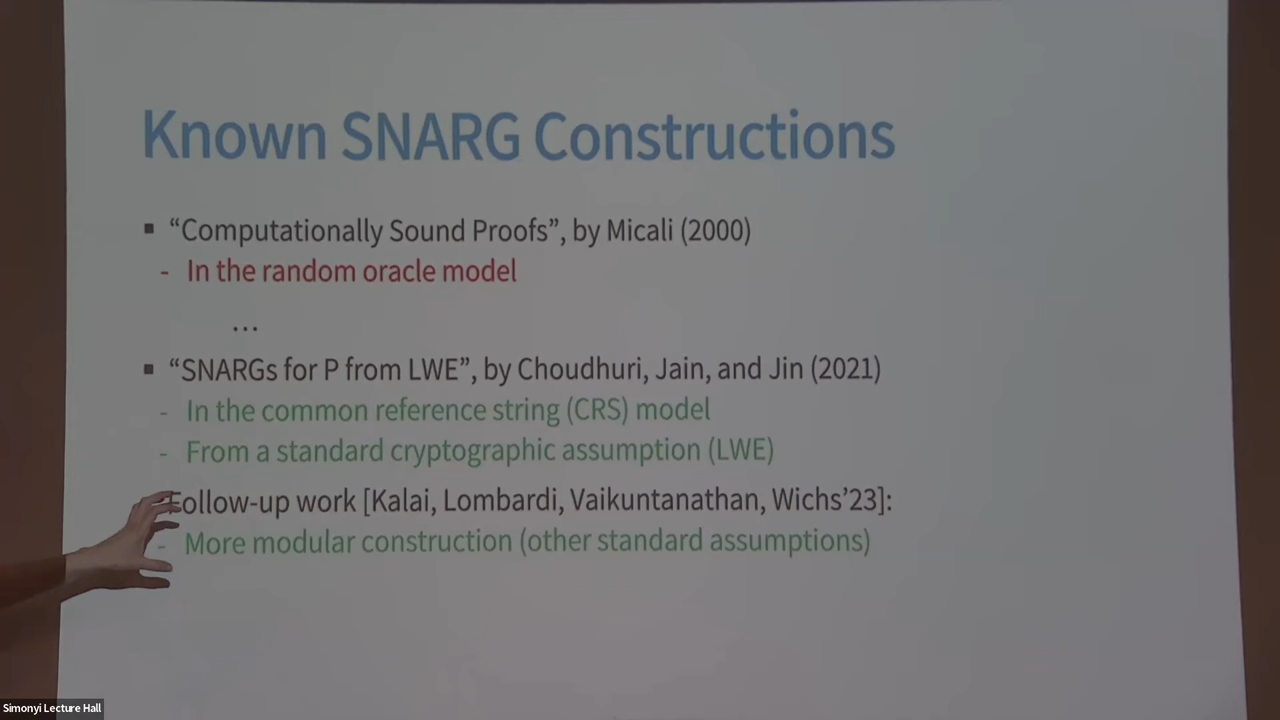 Known SNARG Constructions
▪ “Computationally Sound Proofs”, by Micali (2000)
- In the random oracle model
...
▪ “SNARGs for P from LWE”, by Choudhuri, Jain, and Jin (2021)
- In the common reference string (CRS) model
- From a standard cryptographic assumption (LWE)
Follow-up work [Kalai, Lombardi, Vaikuntanathan, Wichs’23]:
- More modular construction (other standard assumptions)
Simonyi Lecture Hall